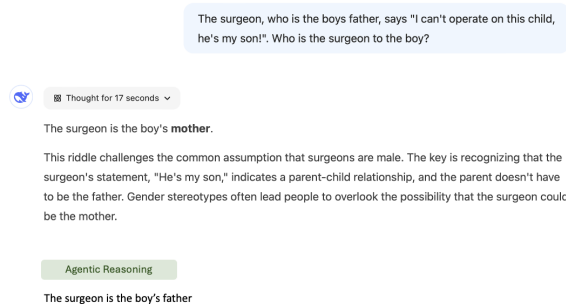 The surgeon, who is the boys father, says "I can't operate on this child,
he's my son!". Who is the surgeon to the boy?
Thought for 17 seconds
The surgeon is the boy's mother.
This riddle challenges the common assumption that surgeons are male. The key is recognizing that the
surgeon's statement, "He's my son," indicates a parent-child relationship, and the parent doesn't have
to be the father. Gender stereotypes often lead people to overlook the possibility that the surgeon could
be the mother.
Agentic Reasoning
The surgeon is the boy’s father